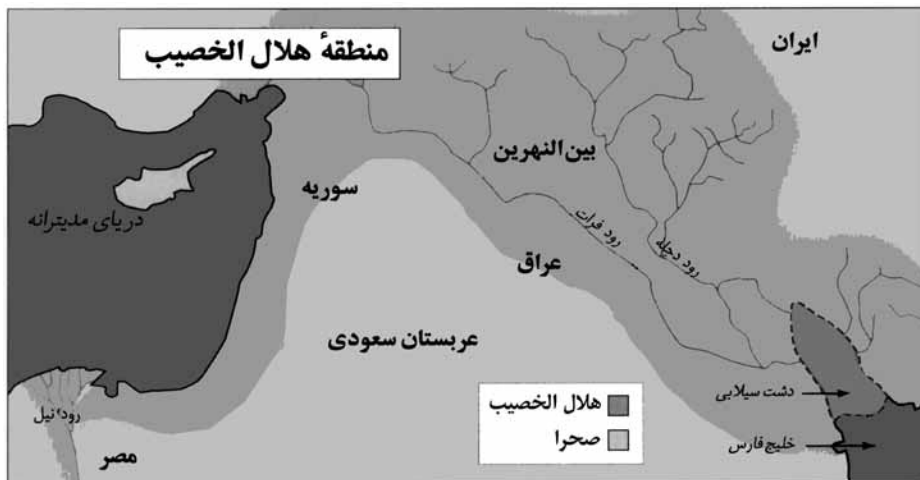 منطقهٔ هلال الخصیب
ایران
بین‌النهرین
سوریه
دریای مدیترانه
رود فرات
رود دجله
عراق
عربستان سعودی
هلال الخصیب
صحرا
دشت سیلابی
خلیج فارس
رود نیل
مصر